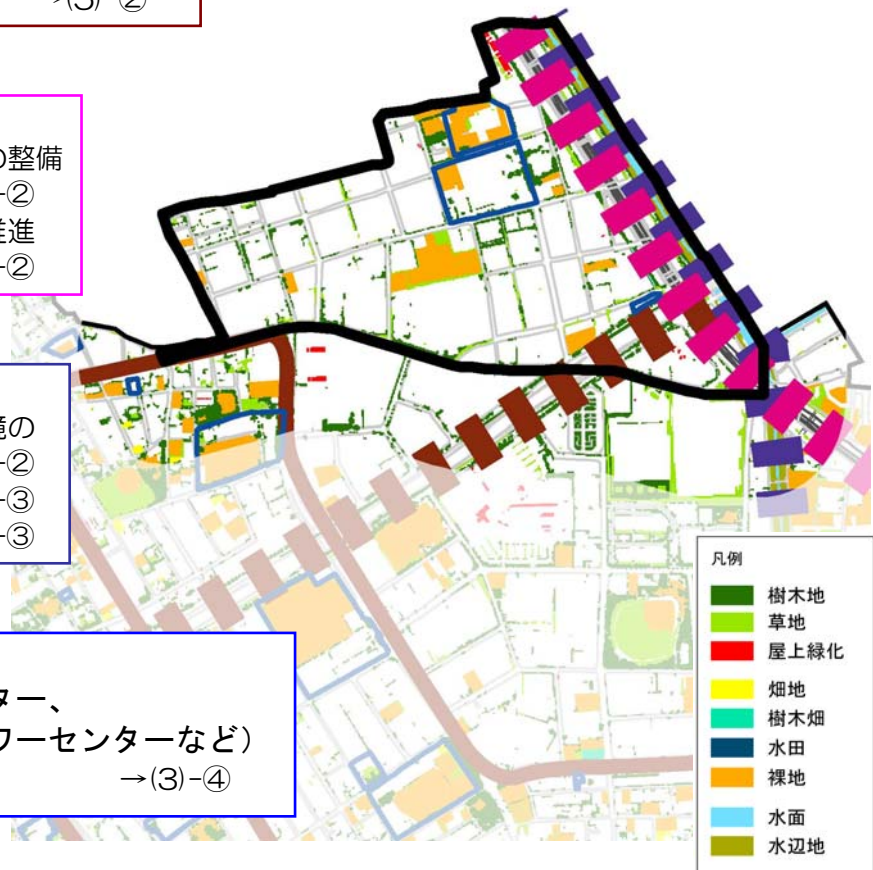 →(3)-②
の整備
-②
推進
-②
境の
-②
-③
-③
ター、
ワーセンターなど）
→(3)-④
凡例
樹木地
草地
屋上緑化
畑地
樹木畑
水田
裸地
水面
水辺地